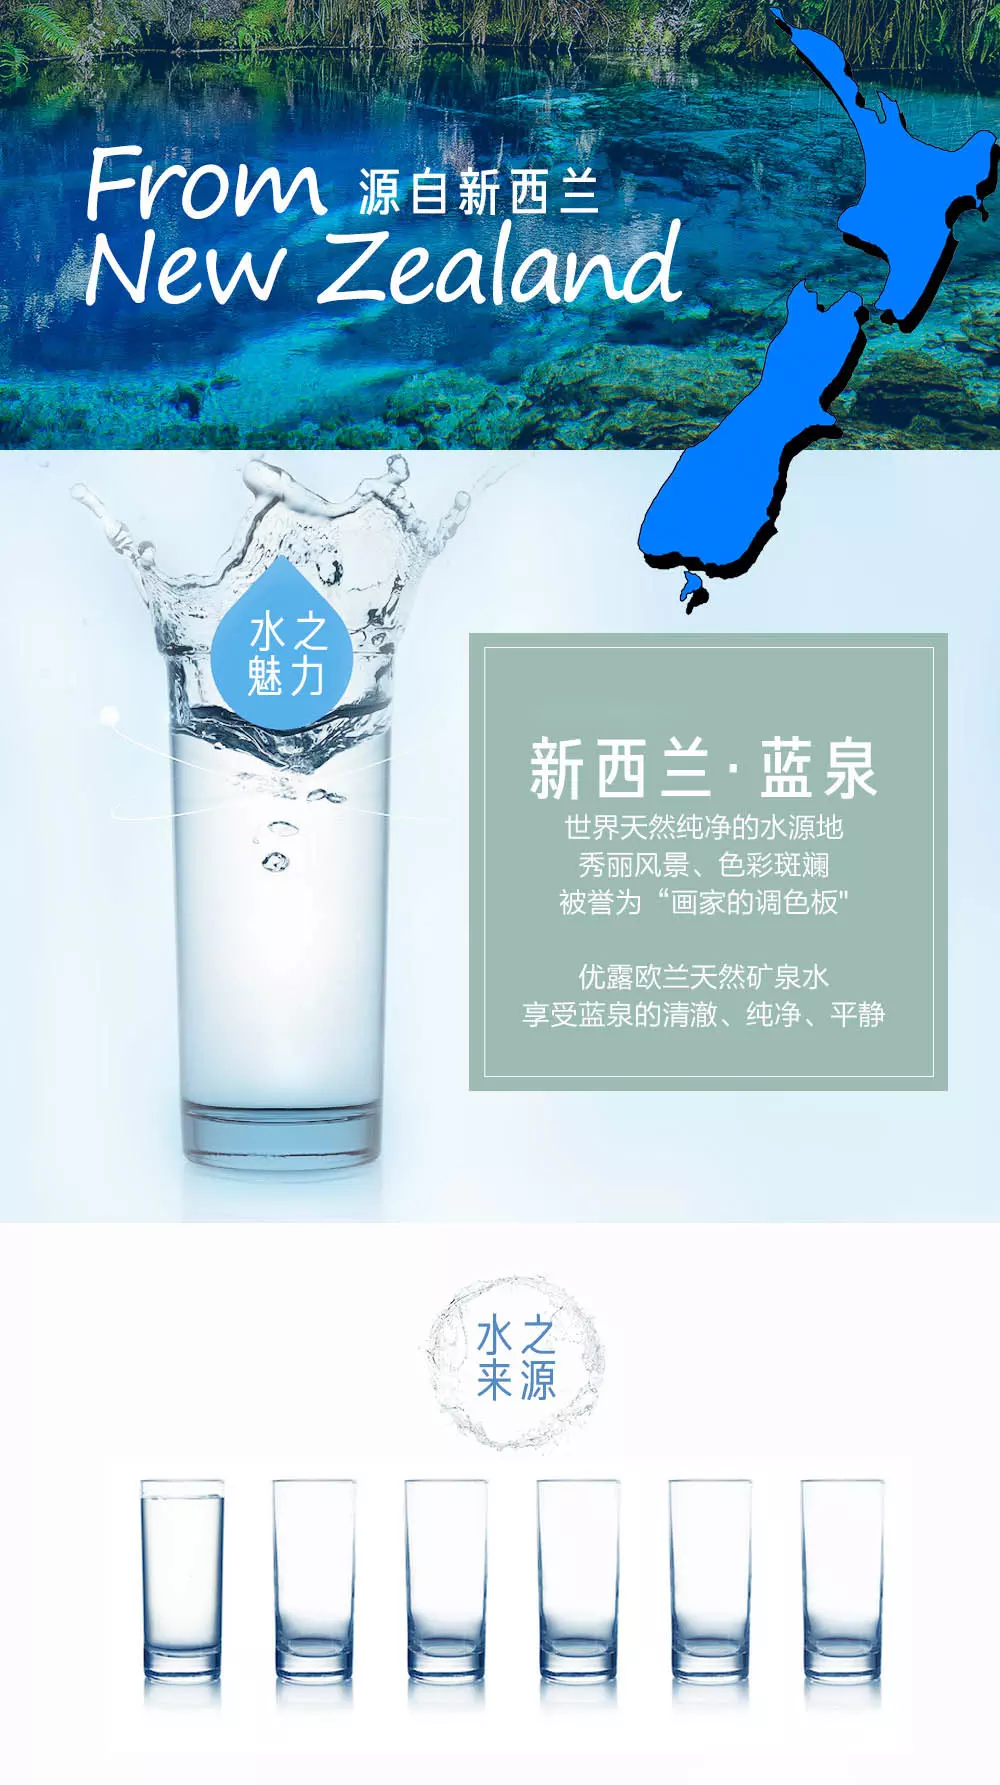 From 源自新西兰
New Zealand
水之
魅力
新西兰·蓝泉
世界天然纯净的水源地
秀丽风景、色彩斑斓
被誉为“画家的调色板"
优露欧兰天然矿泉水
享受蓝泉的清澈、纯净、平静
水之
来源